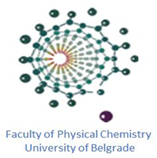 Faculty of Physical Chemistry
University of Belgrade